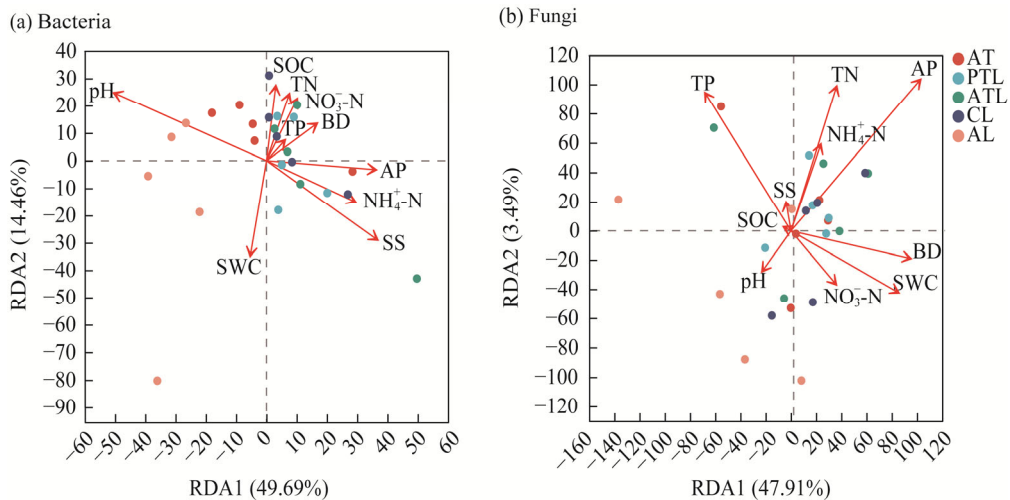 (a) Bacteria
40
30
20
10
0
−10
−20
−30
−40
−50
−60
−70
−80
−90
RDA2 (14.46%)
pH
SOC
TN
NO₃⁻-N
BD
TP
AP
NH₄⁺-N
SS
SWC
−60
−50
−40
−30
−20
−10
0
10
20
30
40
50
60
RDA1 (49.69%)
(b) Fungi
120
100
80
60
40
20
0
−20
−40
−60
−80
−100
−120
RDA2 (3.49%)
TP
TN
AP
NH₄⁺-N
SS
SOC
pH
NO₃⁻-N
BD
SWC
−160
−140
−120
−100
−80
−60
−40
−20
0
20
40
60
80
100
120
RDA1 (47.91%)
AT
PTL
ATL
CL
AL